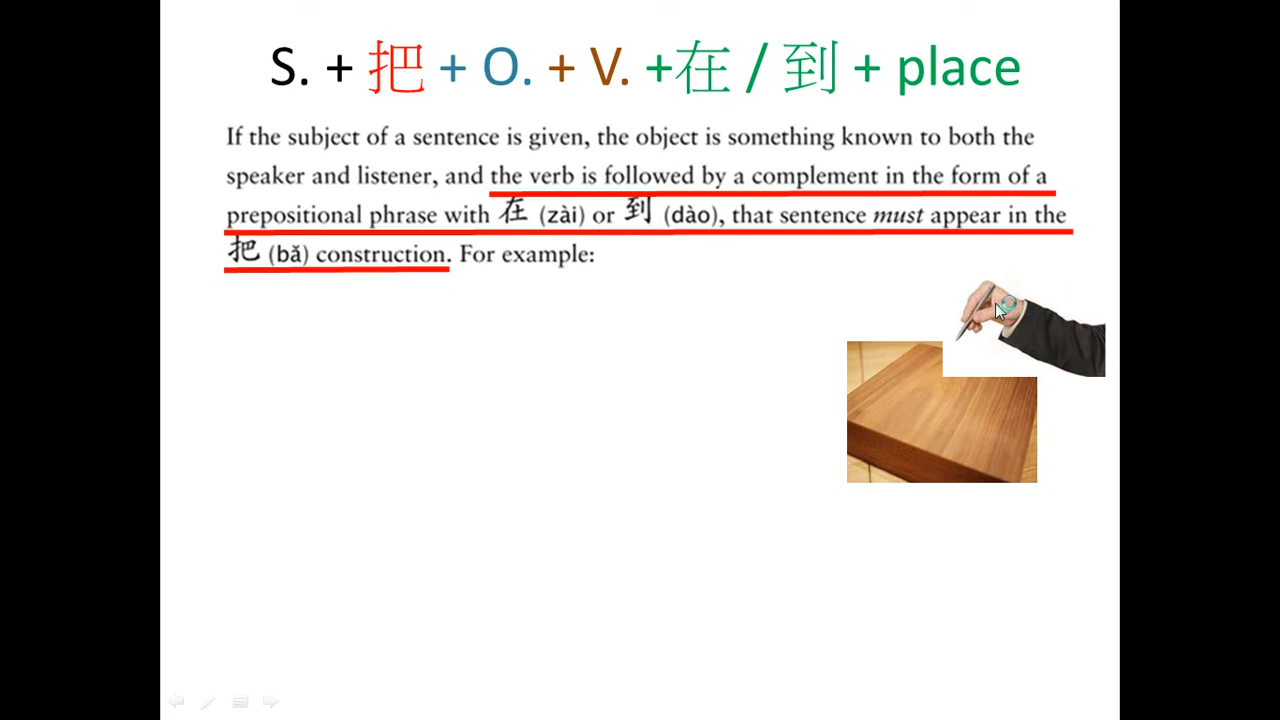 S. + 把 + O. + V. +在 / 到 + place
If the subject of a sentence is given, the object is something known to both the
speaker and listener, and the verb is followed by a complement in the form of a
prepositional phrase with 在 (zài) or 到 (dào), that sentence must appear in the
把 (bǎ) construction. For example: